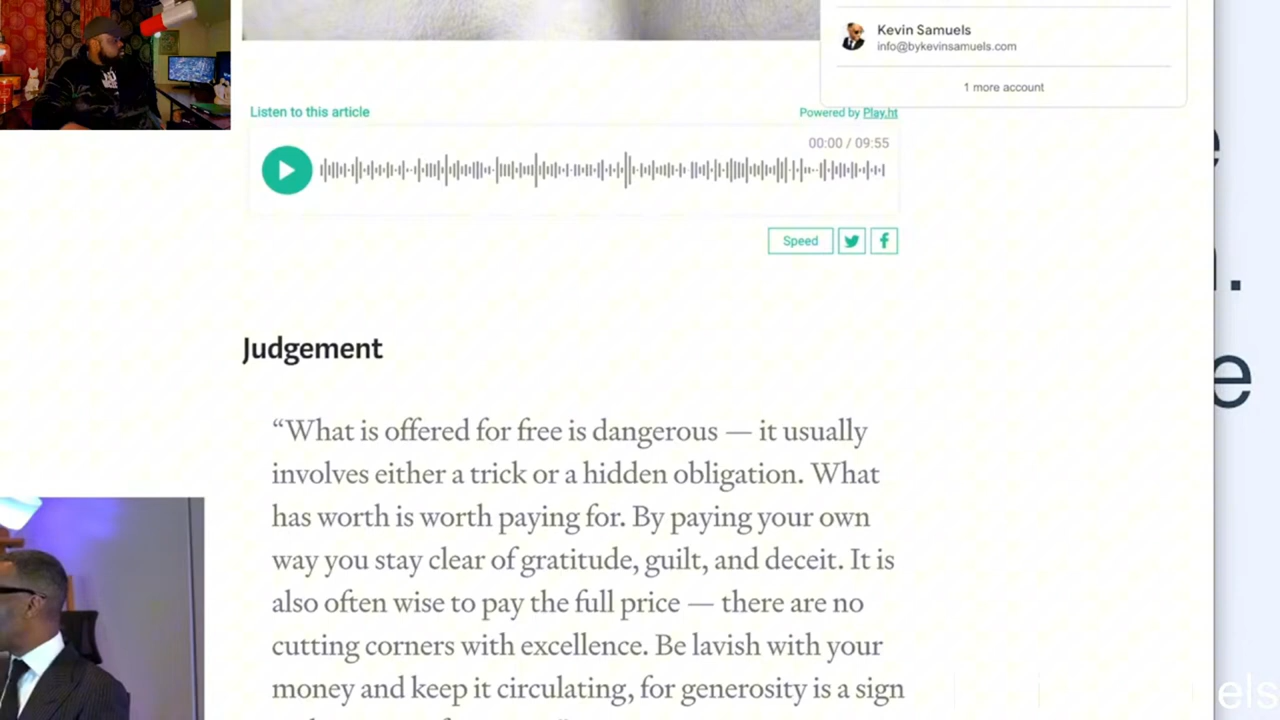 Kevin Samuels
info@bykevinsamuels.com
1 more account
Listen to this article
Powered by Play.ht
00:00 / 09:55
Speed
Judgement
“What is offered for free is dangerous — it usually
involves either a trick or a hidden obligation. What
has worth is worth paying for. By paying your own
way you stay clear of gratitude, guilt, and deceit. It is
also often wise to pay the full price — there are no
cutting corners with excellence. Be lavish with your
money and keep it circulating, for generosity is a sign
els